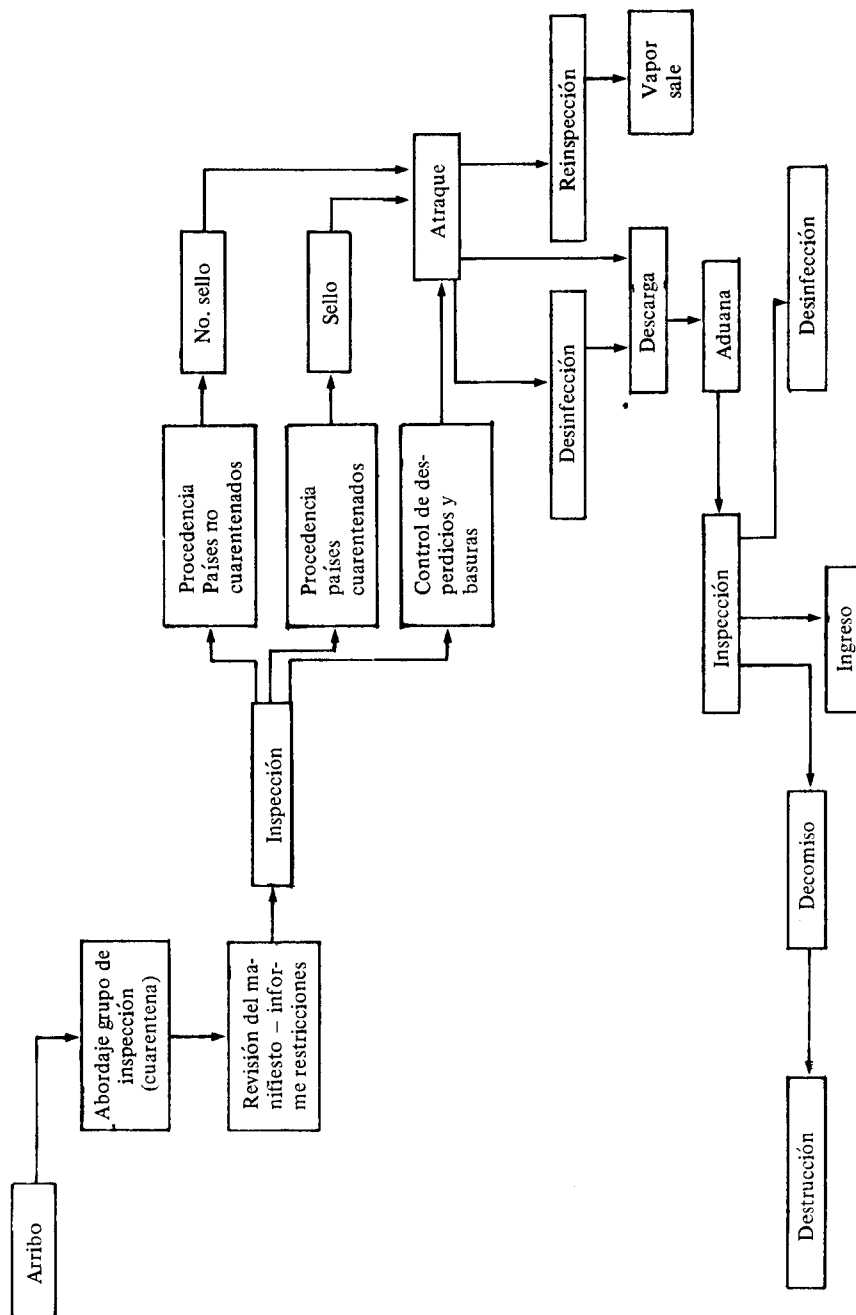 Arribo
Abordaje grupo de
inspección
(cuarentena)
Revisión del ma-
nifiesto – infor-
me restricciones
Inspección
Procedencia
Países no
cuarentenados
No. sello
Procedencia
países
cuarentenados
Sello
Control de des-
perdicios y
basuras
Atraque
Reinspección
Vapor
sale
Desinfección
Descarga
Aduana
Inspección
Desinfección
Ingreso
Decomiso
Destrucción